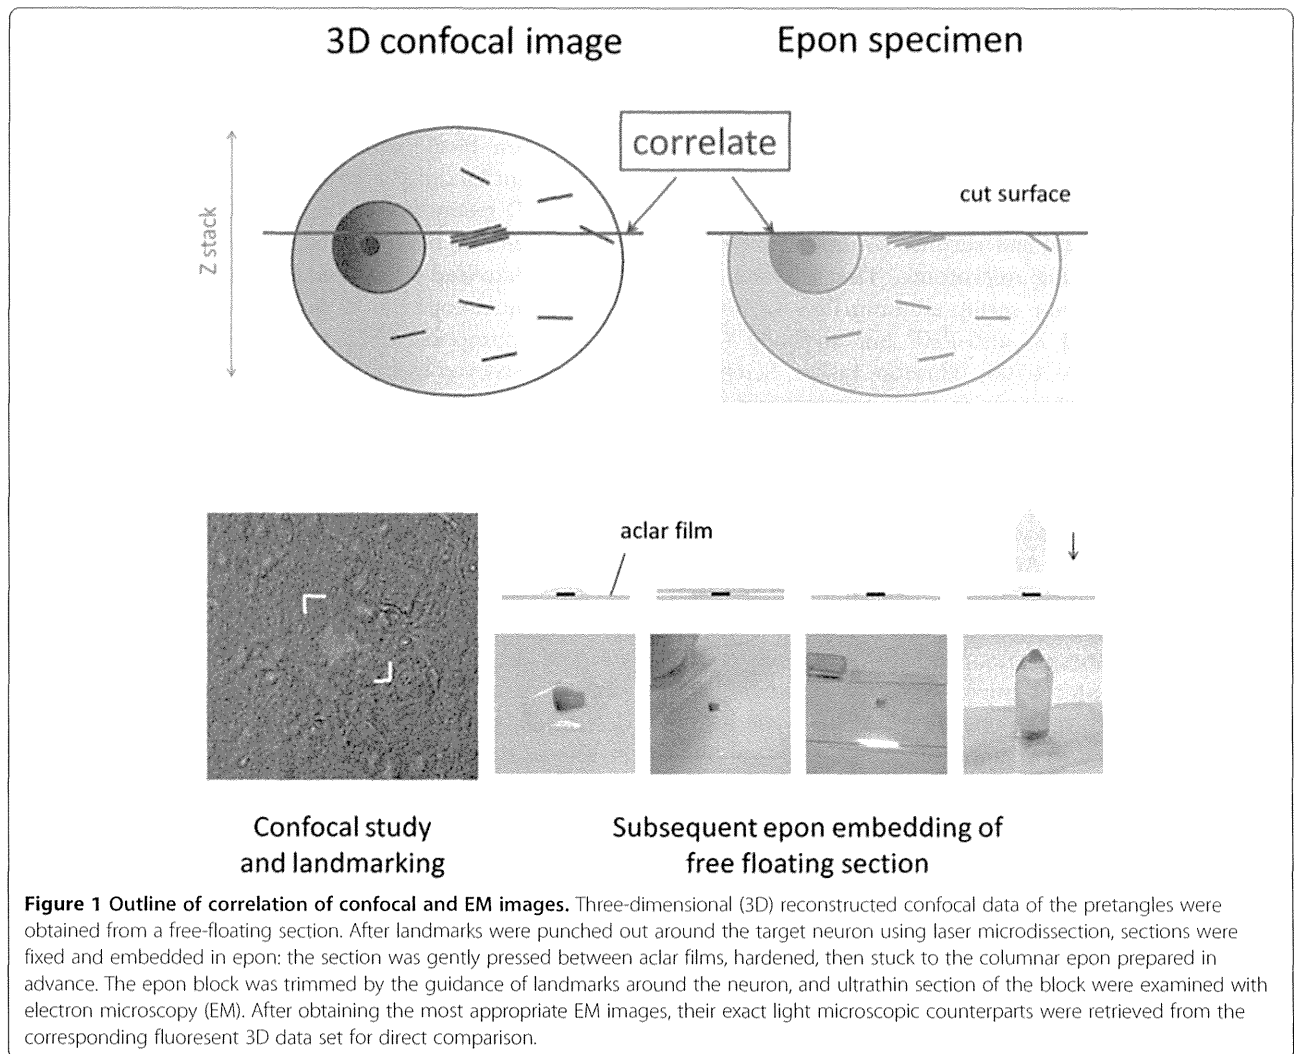 3D confocal image
Epon specimen
correlate
cut surface
Z stack
aclar film
Confocal study
and landmarking
Subsequent epon embedding of
free floating section
Figure 1 Outline of correlation of confocal and EM images. Three-dimensional (3D) reconstructed confocal data of the pretangles were
obtained from a free-floating section. After landmarks were punched out around the target neuron using laser microdissection, sections were
fixed and embedded in epon: the section was gently pressed between aclar films, hardened, then stuck to the columnar epon prepared in
advance. The epon block was trimmed by the guidance of landmarks around the neuron, and ultrathin section of the block were examined with
electron microscopy (EM). After obtaining the most appropriate EM images, their exact light microscopic counterparts were retrieved from the
corresponding fluoresent 3D data set for direct comparison.